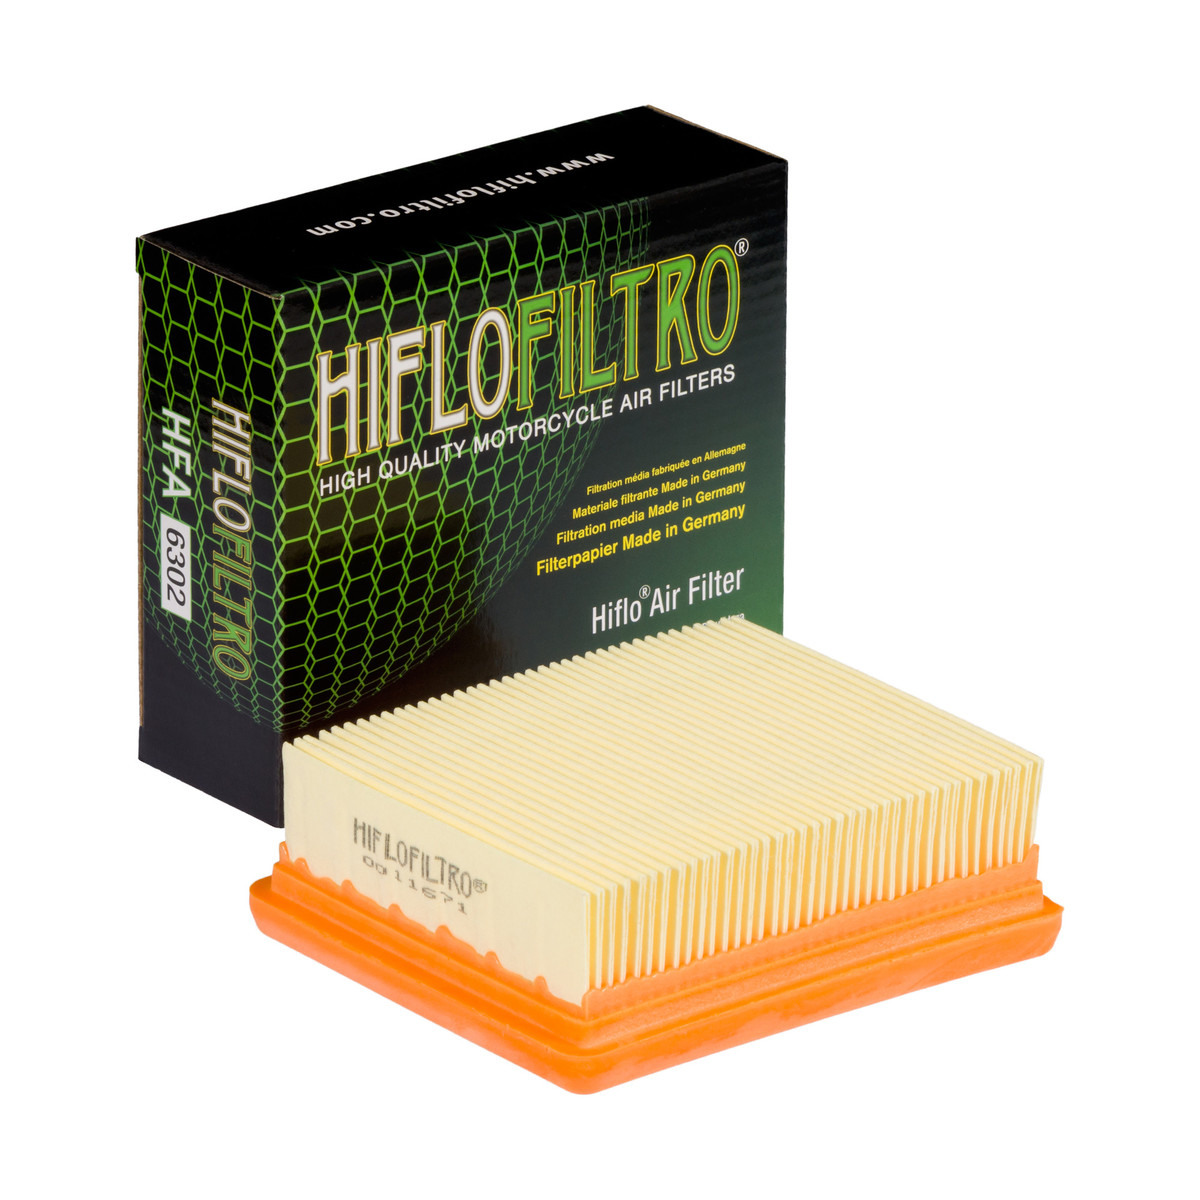 www.hiflofiltro.com
HIFLOFILTRO®
HIGH QUALITY MOTORCYCLE AIR FILTERS
Filtration média fabriquée en Allemagne
Materiale filtrante Made in Germany
Filtration media Made in Germany
Filterpapier Made in Germany
Hiflo® Air Filter
HIFLOFILTRO
HFA 6302
HIFLOFILTRO®
0911671